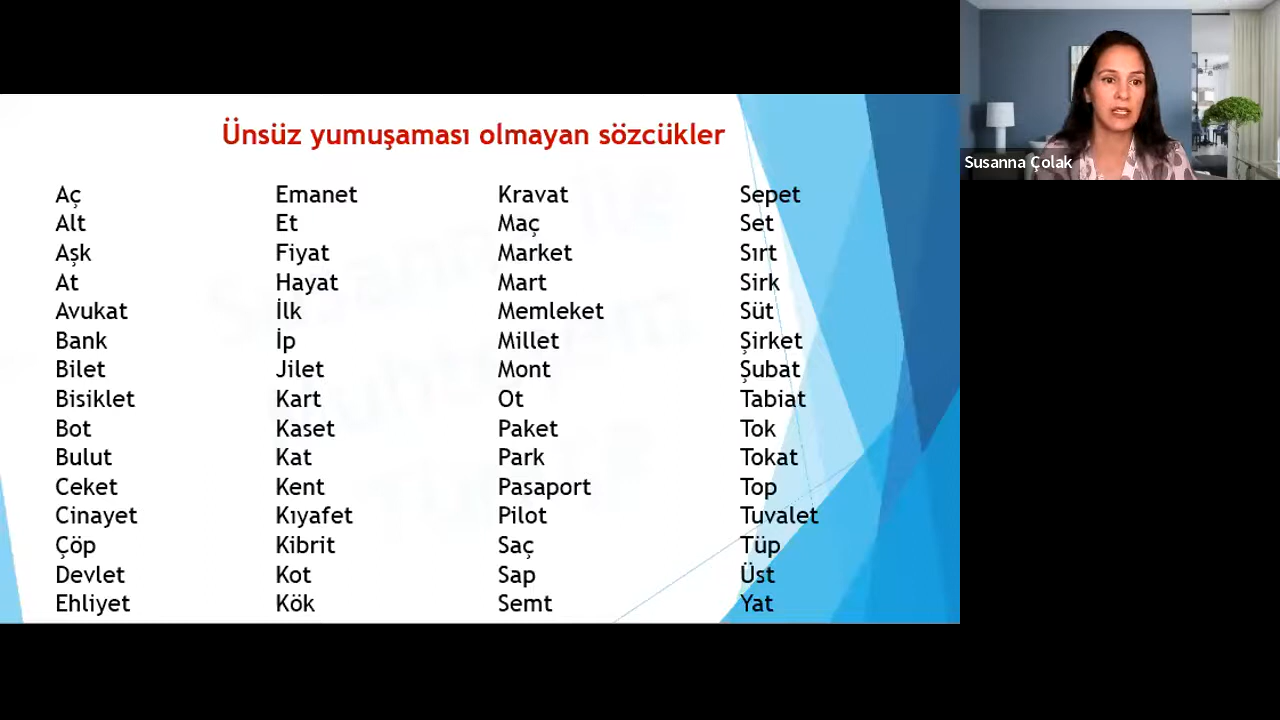 Ünsüz yumuşaması olmayan sözcükler
Aç
Alt
Aşk
At
Avukat
Bank
Bilet
Bisiklet
Bot
Bulut
Ceket
Cinayet
Çöp
Devlet
Ehliyet
Emanet
Et
Fiyat
Hayat
İlk
İp
Jilet
Kart
Kaset
Kat
Kent
Kıyafet
Kibrit
Kot
Kök
Kravat
Maç
Market
Mart
Memleket
Millet
Mont
Ot
Paket
Park
Pasaport
Pilot
Saç
Sap
Semt
Sepet
Set
Sırt
Sirk
Süt
Şirket
Şubat
Tabiat
Tok
Tokat
Top
Tuvalet
Tüp
Üst
Yat
Susanna Çolak